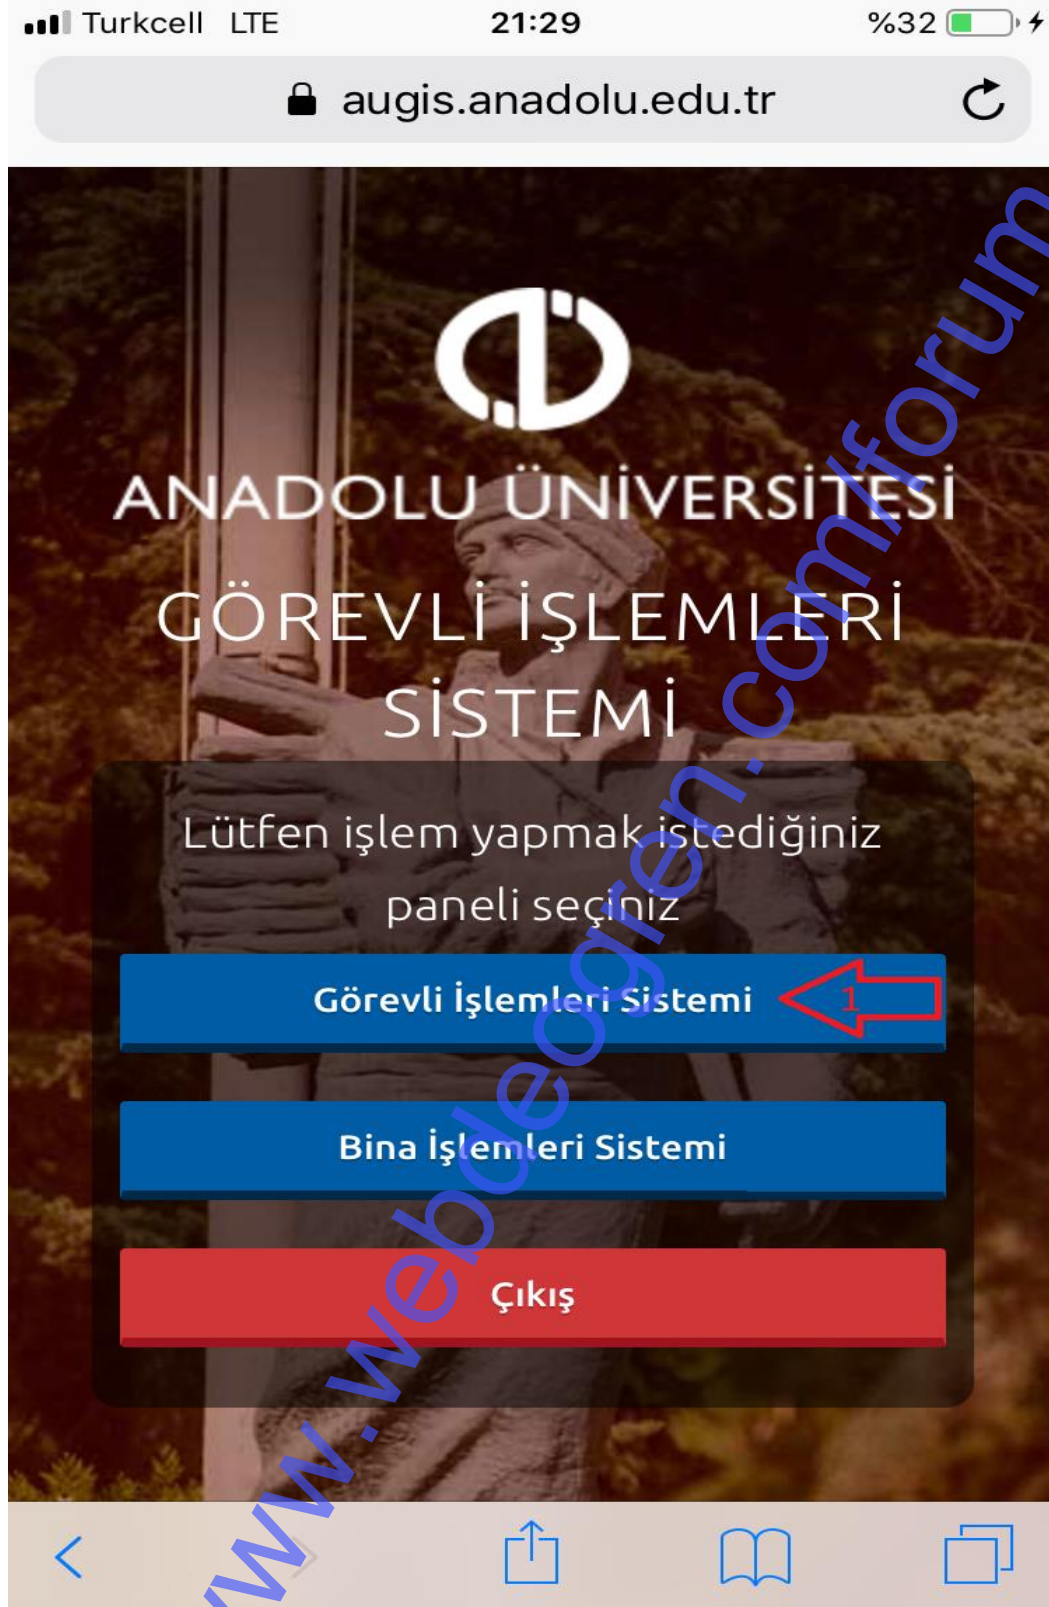 Turkcell LTE 21:29 %32
augis.anadolu.edu.tr
ANADOLU ÜNİVERSİTESİ
GÖREVLİ İŞLEMLERİ
SİSTEMİ
Lütfen işlem yapmak istediğiniz
paneli seçiniz
Görevli İşlemleri Sistemi 1
Bina İşlemleri Sistemi
Çıkış
www.webdeogren.com/forum